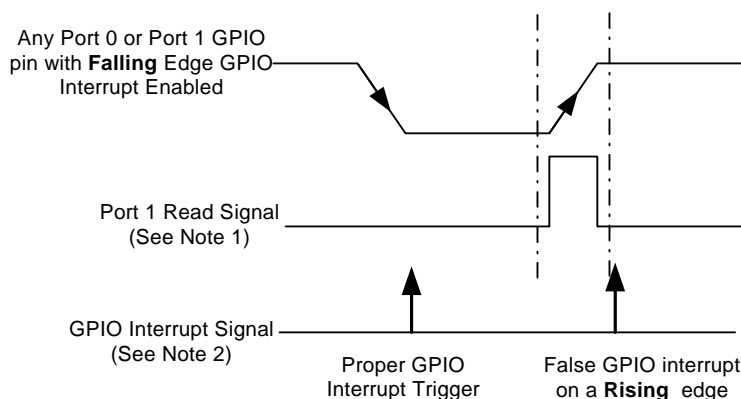 Any Port 0 or Port 1 GPIO
pin with Falling Edge GPIO
Interrupt Enabled
Port 1 Read Signal
(See Note 1)
GPIO Interrupt Signal
(See Note 2)
Proper GPIO
Interrupt Trigger
False GPIO interrupt
on a Rising edge